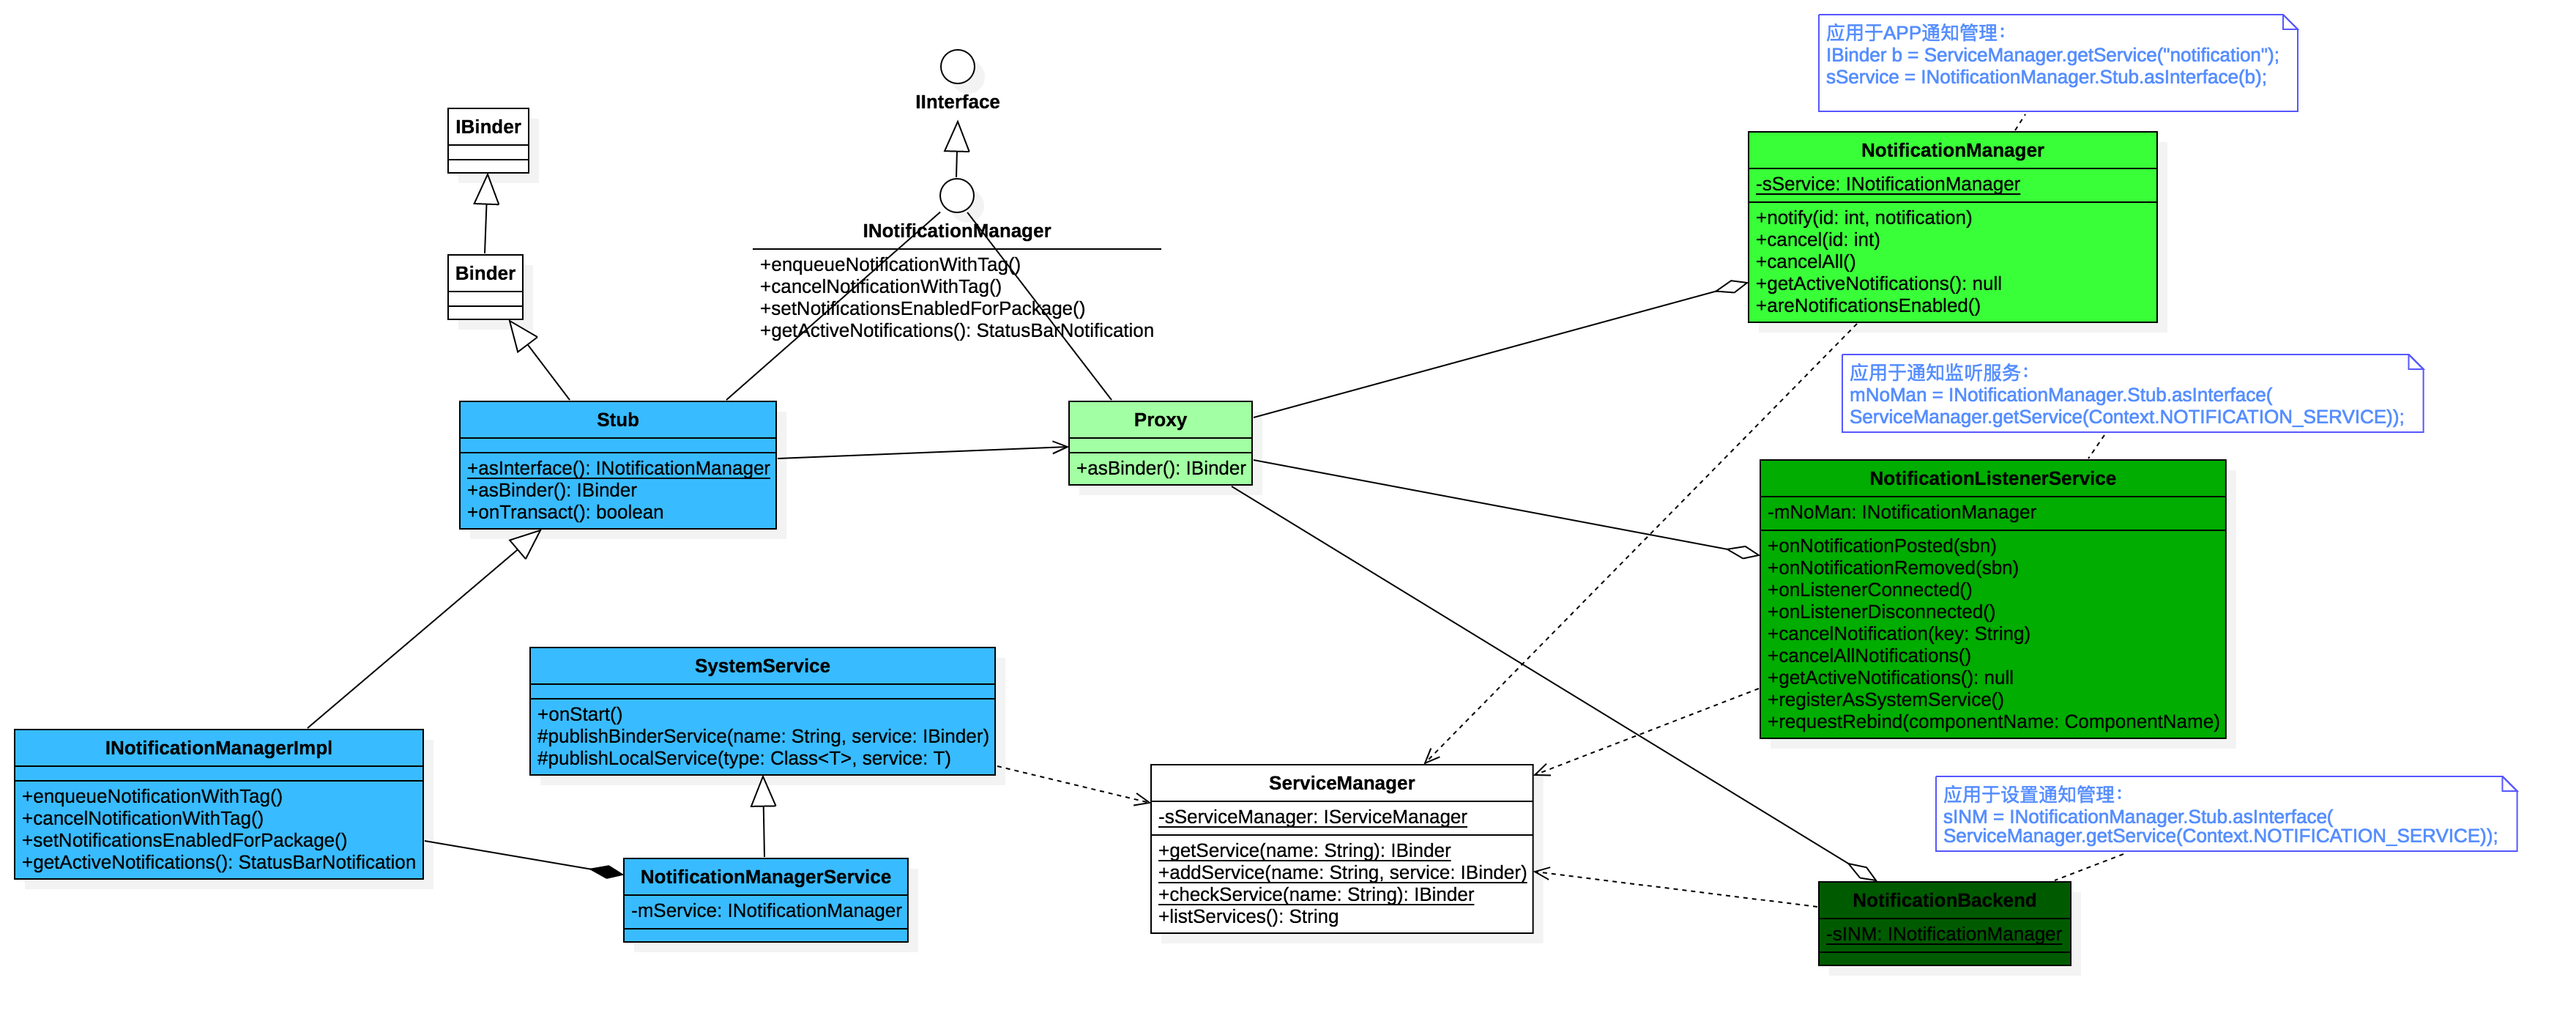 应用于APP通知管理：
IBinder b = ServiceManager.getService("notification");
sService = INotificationManager.Stub.asInterface(b);
IInterface
IBinder
NotificationManager
-sService: INotificationManager
+notify(id: int, notification)
+cancel(id: int)
+cancelAll()
+getActiveNotifications(): null
+areNotificationsEnabled()
INotificationManager
+enqueueNotificationWithTag()
+cancelNotificationWithTag()
+setNotificationsEnabledForPackage()
+getActiveNotifications(): StatusBarNotification
Binder
应用于通知监听服务：
mNoMan = INotificationManager.Stub.asInterface(
ServiceManager.getService(Context.NOTIFICATION_SERVICE));
Stub
+asInterface(): INotificationManager
+asBinder(): IBinder
+onTransact(): boolean
Proxy
+asBinder(): IBinder
NotificationListenerService
-mNoMan: INotificationManager
+onNotificationPosted(sbn)
+onNotificationRemoved(sbn)
+onListenerConnected()
+onListenerDisconnected()
+cancelNotification(key: String)
+cancelAllNotifications()
+getActiveNotifications(): null
+registerAsSystemService()
+requestRebind(componentName: ComponentName)
SystemService
+onStart()
#publishBinderService(name: String, service: IBinder)
#publishLocalService(type: Class<T>, service: T)
INotificationManagerImpl
+enqueueNotificationWithTag()
+cancelNotificationWithTag()
+setNotificationsEnabledForPackage()
+getActiveNotifications(): StatusBarNotification
ServiceManager
-sServiceManager: IServiceManager
+getService(name: String): IBinder
+addService(name: String, service: IBinder)
+checkService(name: String): IBinder
+listServices(): String
应用于设置通知管理：
sINM = INotificationManager.Stub.asInterface(
ServiceManager.getService(Context.NOTIFICATION_SERVICE));
NotificationManagerService
-mService: INotificationManager
NotificationBackend
-sINM: INotificationManager